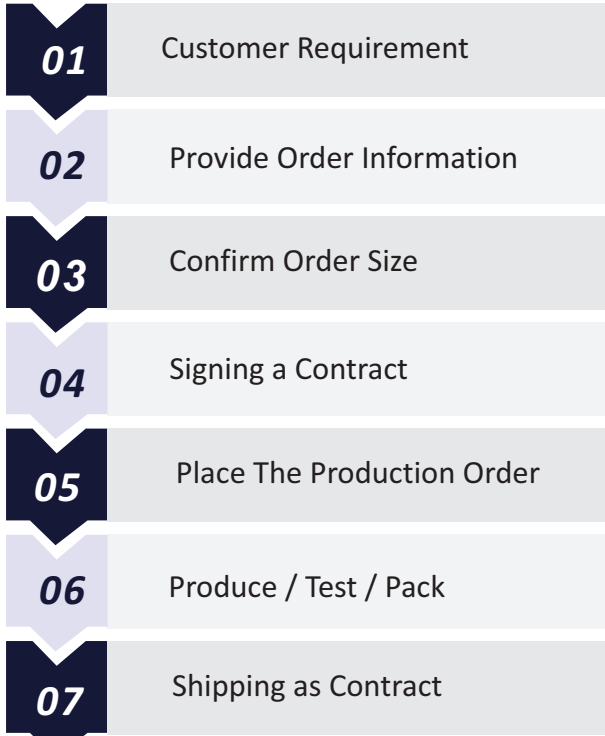 01 Customer Requirement
02 Provide Order Information
03 Confirm Order Size
04 Signing a Contract
05 Place The Production Order
06 Produce / Test / Pack
07 Shipping as Contract